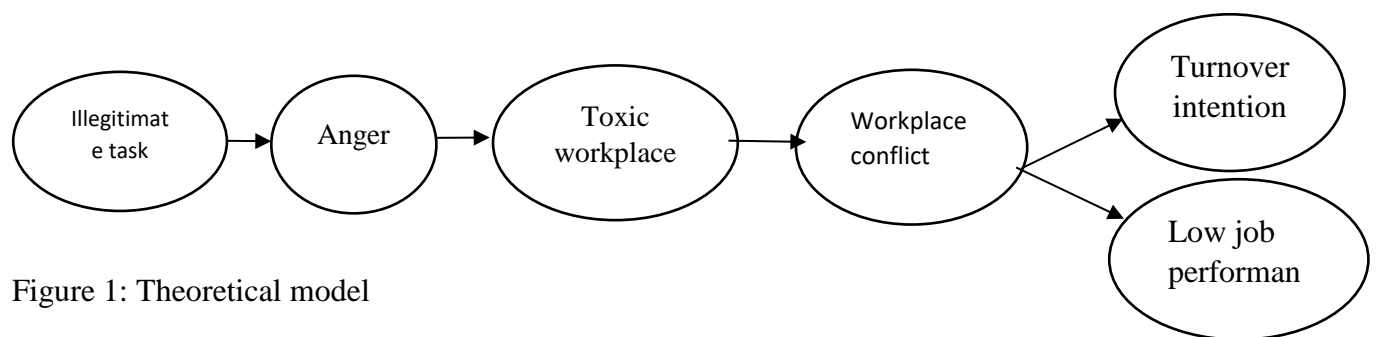 Illegitimat
e task
Anger
Toxic
workplace
Workplace
conflict
Turnover
intention
Low job
performan
Figure 1: Theoretical model